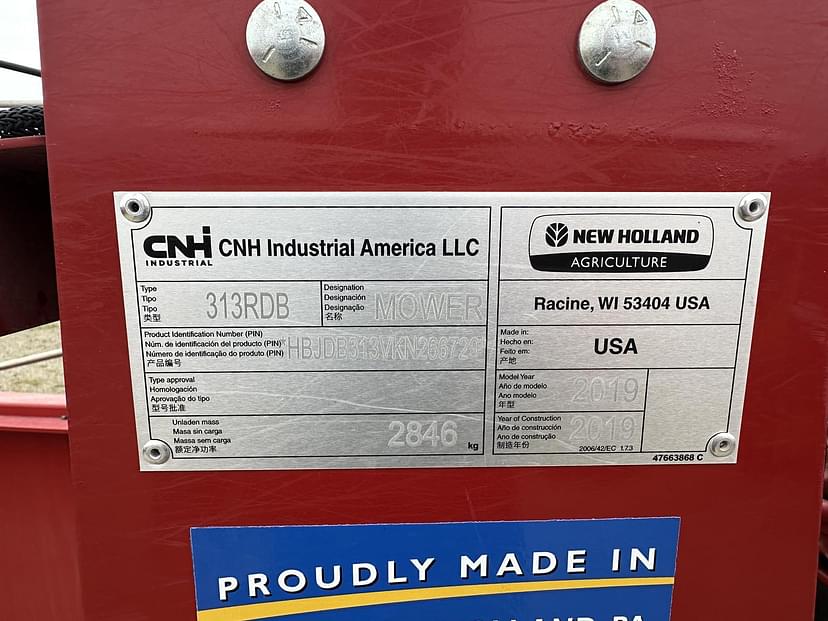 CNH
INDUSTRIAL
CNH Industrial America LLC
NEW HOLLAND
AGRICULTURE
Type
Tipo
Tipo
类型
313RDB
Designation
Designación
Designação
名称
MOWER
Racine, WI 53404 USA
Product Identification Number (PIN)
Núm. de identificación del producto (PIN)
Número de identificação do produto (PIN)
产品编号
Made in:
Hecho en:
Feito em:
产地
USA
Type approval
Homologación
Aprovação do tipo
型号批准
Model Year
Año de modelo
Ano modelo
年型
2019
Unladen mass
Masa sin carga
Massa sem carga
额定净功率
2846 kg
Year of Construction
Año de construcción
Ano de construção
制造年份
2019
2006/42/EC 1.7.3
47663868 C
PROUDLY MADE IN
PA